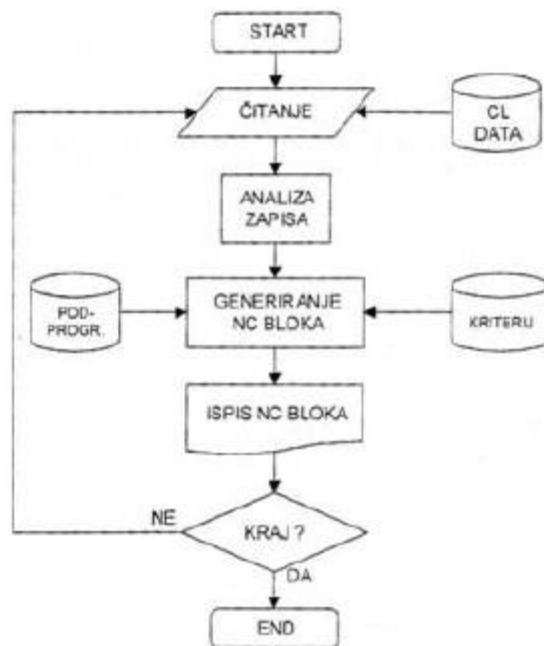 START
ČITANJE
CL
DATA
ANALIZA
ZAPISA
GENERIRANJE
NC BLOKA
POD-
PROGR.
KRITERIJ
ISPIS NC BLOKA
NE
KRAJ ?
DA
END